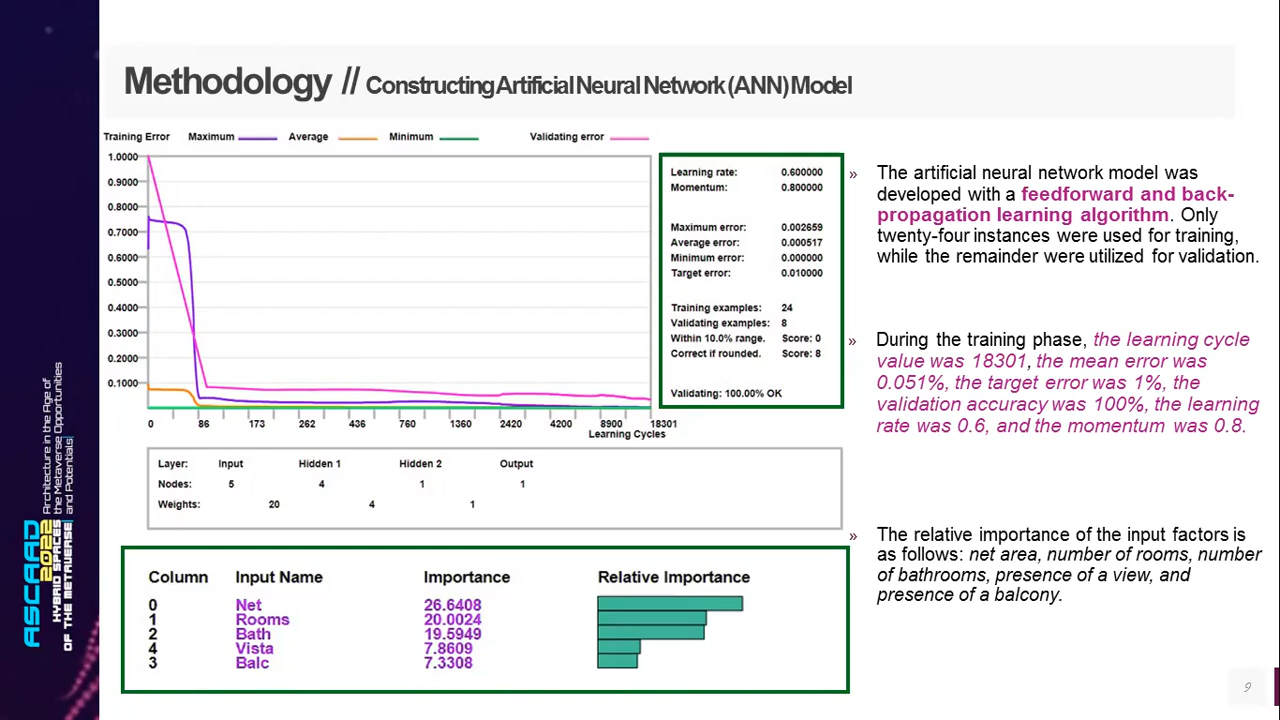 Methodology // Constructing Artificial Neural Network (ANN) Model
Training Error Maximum Average Minimum Validating error
1.0000
0.9000
0.8000
0.7000
0.6000
0.5000
0.4000
0.3000
0.2000
0.1000
0 86 173 262 436 760 1360 2420 4200 8900 18301
Learning Cycles
Learning rate: 0.600000
Momentum: 0.800000
Maximum error: 0.002659
Average error: 0.000517
Minimum error: 0.000000
Target error: 0.010000
Training examples: 24
Validating examples: 8
Within 10.0% range. Score: 0
Correct if rounded. Score: 8
Validating: 100.00% OK
Layer: Input Hidden 1 Hidden 2 Output
Nodes: 5 4 1 1
Weights: 20 4 1
Column Input Name Importance Relative Importance
0 Net 26.6408
1 Rooms 20.0024
2 Bath 19.5949
4 Vista 7.8609
3 Balc 7.3308
» The artificial neural network model was
developed with a feedforward and back-
propagation learning algorithm. Only
twenty-four instances were used for training,
while the remainder were utilized for validation.
» During the training phase, the learning cycle
value was 18301, the mean error was
0.051%, the target error was 1%, the
validation accuracy was 100%, the learning
rate was 0.6, and the momentum was 0.8.
» The relative importance of the input factors is
as follows: net area, number of rooms, number
of bathrooms, presence of a view, and
presence of a balcony.
ASCAAD
2022
HYBRID SPACES
OF THE METAVERSE
Architecture in the Age of
the Metaverse Opportunities
and Potentials
9